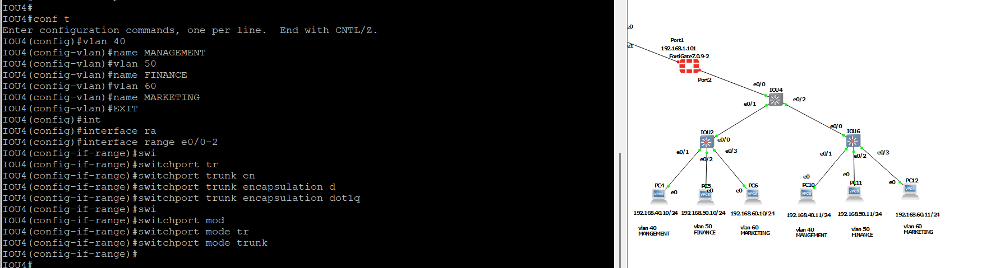 IOU4#
IOU4#conf t
Enter configuration commands, one per line.  End with CNTL/Z.
IOU4(config)#vlan 40
IOU4(config-vlan)#name MANAGEMENT
IOU4(config-vlan)#vlan 50
IOU4(config-vlan)#name FINANCE
IOU4(config-vlan)#vlan 60
IOU4(config-vlan)#name MARKETING
IOU4(config-vlan)#EXIT
IOU4(config)#int
IOU4(config)#interface ra
IOU4(config)#interface range e0/0-2
IOU4(config-if-range)#swi
IOU4(config-if-range)#switchport tr
IOU4(config-if-range)#switchport trunk en
IOU4(config-if-range)#switchport trunk encapsulation d
IOU4(config-if-range)#switchport trunk encapsulation dot1q
IOU4(config-if-range)#swi
IOU4(config-if-range)#switchport mod
IOU4(config-if-range)#switchport mode tr
IOU4(config-if-range)#switchport mode trunk
IOU4(config-if-range)#
IOU4#
e0
e1
Port1
192.168.1.101
FortiGate7.0.9-2
Port2
e0/0
IOU4
e0/1
e0/2
IOU2
e0/0
e0/1
e0/2
e0/3
e0/0
IOU6
e0/1
e0/2
e0/3
PC4
e0
PC5
e0
PC6
e0
e0
PC10
e0
PC11
e0
PC12
192.168.40.10/24
192.168.50.10/24
192.168.60.10/24
192.168.40.11/24
192.168.50.11/24
192.168.60.11/24
vlan 40
MANGEMENT
vlan 50
FINANCE
vlan 60
MARKETING
vlan 40
MANGEMENT
vlan 50
FINANCE
vlan 60
MARKETING
VPCS
VPCS
VPCS
VPCS
VPCS
VPCS